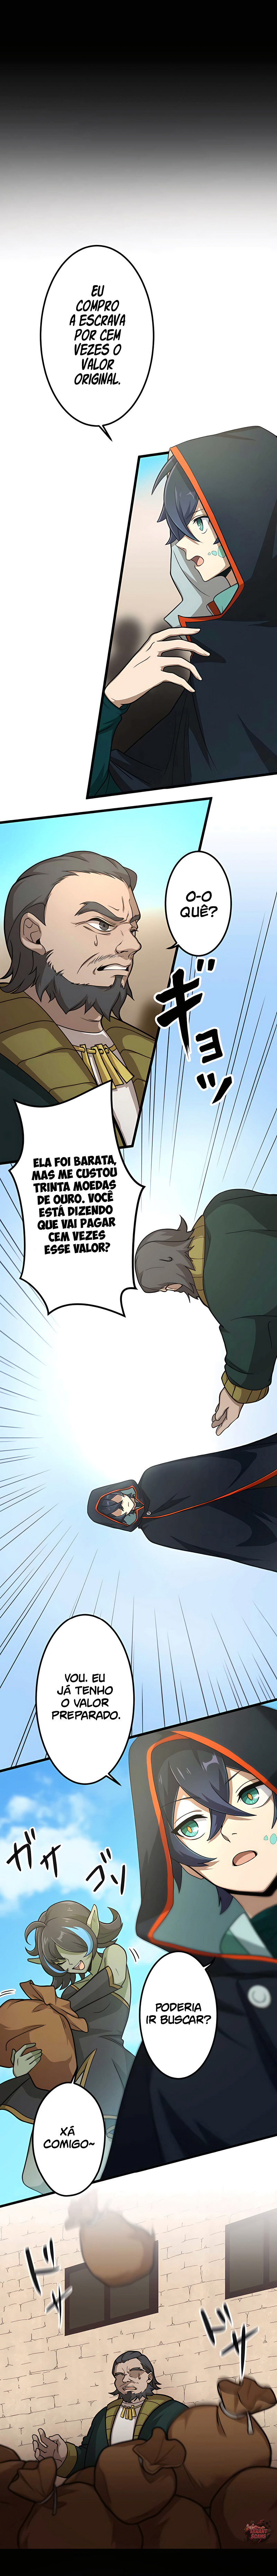 EU
COMPRO
A ESCRAVA
POR CEM
VEZES O
VALOR
ORIGINAL.
O-O
QUÊ?
ギョッ
ELA FOI BARATA,
MAS ME CUSTOU
TRINTA MOEDAS
DE OURO. VOCÊ
ESTÁ DIZENDO
QUE VAI PAGAR
CEM VEZES
ESSE VALOR?
VOU. EU
JÁ TENHO
O VALOR
PREPARADO.
ガサ
ゴソ
PODERIA
IR BUSCAR?
XÁ
COMIGO~
ドサ
ドサ